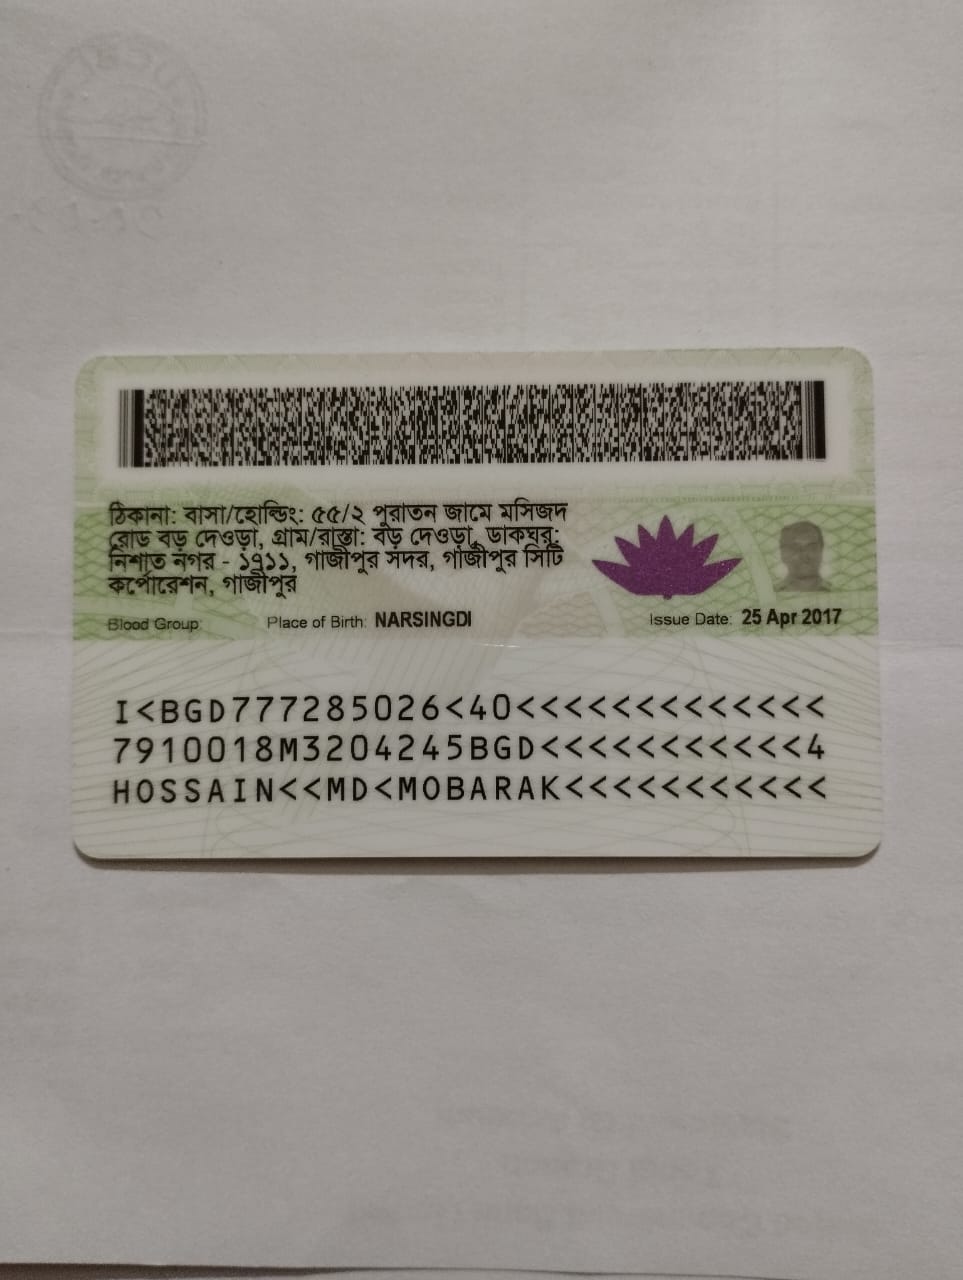 ঠিকানা: বাসা/হোল্ডিং: ৫৫/২ পুরাতন জামে মসিজদ
রোড বড় দেওড়া, গ্রাম/রাস্তা: বড় দেওড়া, ডাকঘর:
নিশাত নগর - ১৭১১, গাজীপুর সদর, গাজীপুর সিটি
কর্পোরেশন, গাজীপুর
Blood Group: Place of Birth: NARSINGDI Issue Date: 25 Apr 2017
I<BGD777285026<40<<<<<<<<<<<<<
7910018M3204245BGD<<<<<<<<<<<4
HOSSAIN<<MD<MOBARAK<<<<<<<<<<<